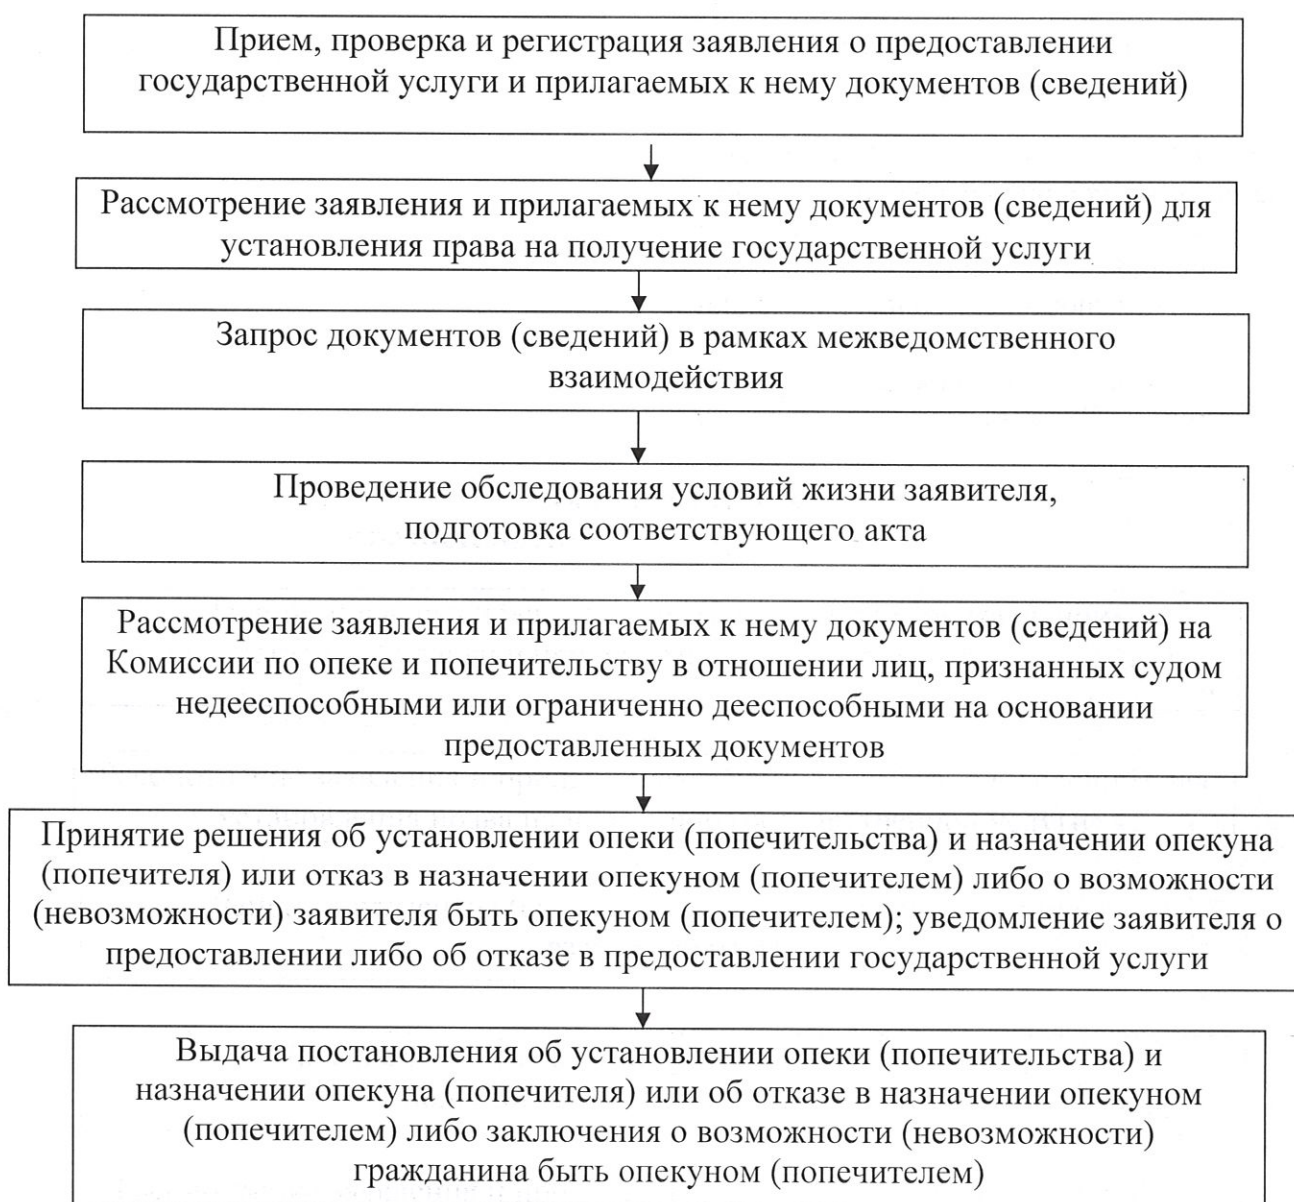 Прием, проверка и регистрация заявления о предоставлении
государственной услуги и прилагаемых к нему документов (сведений)
Рассмотрение заявления и прилагаемых к нему документов (сведений) для
установления права на получение государственной услуги
Запрос документов (сведений) в рамках межведомственного
взаимодействия
Проведение обследования условий жизни заявителя,
подготовка соответствующего акта
Рассмотрение заявления и прилагаемых к нему документов (сведений) на
Комиссии по опеке и попечительству в отношении лиц, признанных судом
недееспособными или ограниченно дееспособными на основании
предоставленных документов
Принятие решения об установлении опеки (попечительства) и назначении опекуна
(попечителя) или отказ в назначении опекуном (попечителем) либо о возможности
(невозможности) заявителя быть опекуном (попечителем); уведомление заявителя о
предоставлении либо об отказе в предоставлении государственной услуги
Выдача постановления об установлении опеки (попечительства) и
назначении опекуна (попечителя) или об отказе в назначении опекуном
(попечителем) либо заключения о возможности (невозможности)
гражданина быть опекуном (попечителем)